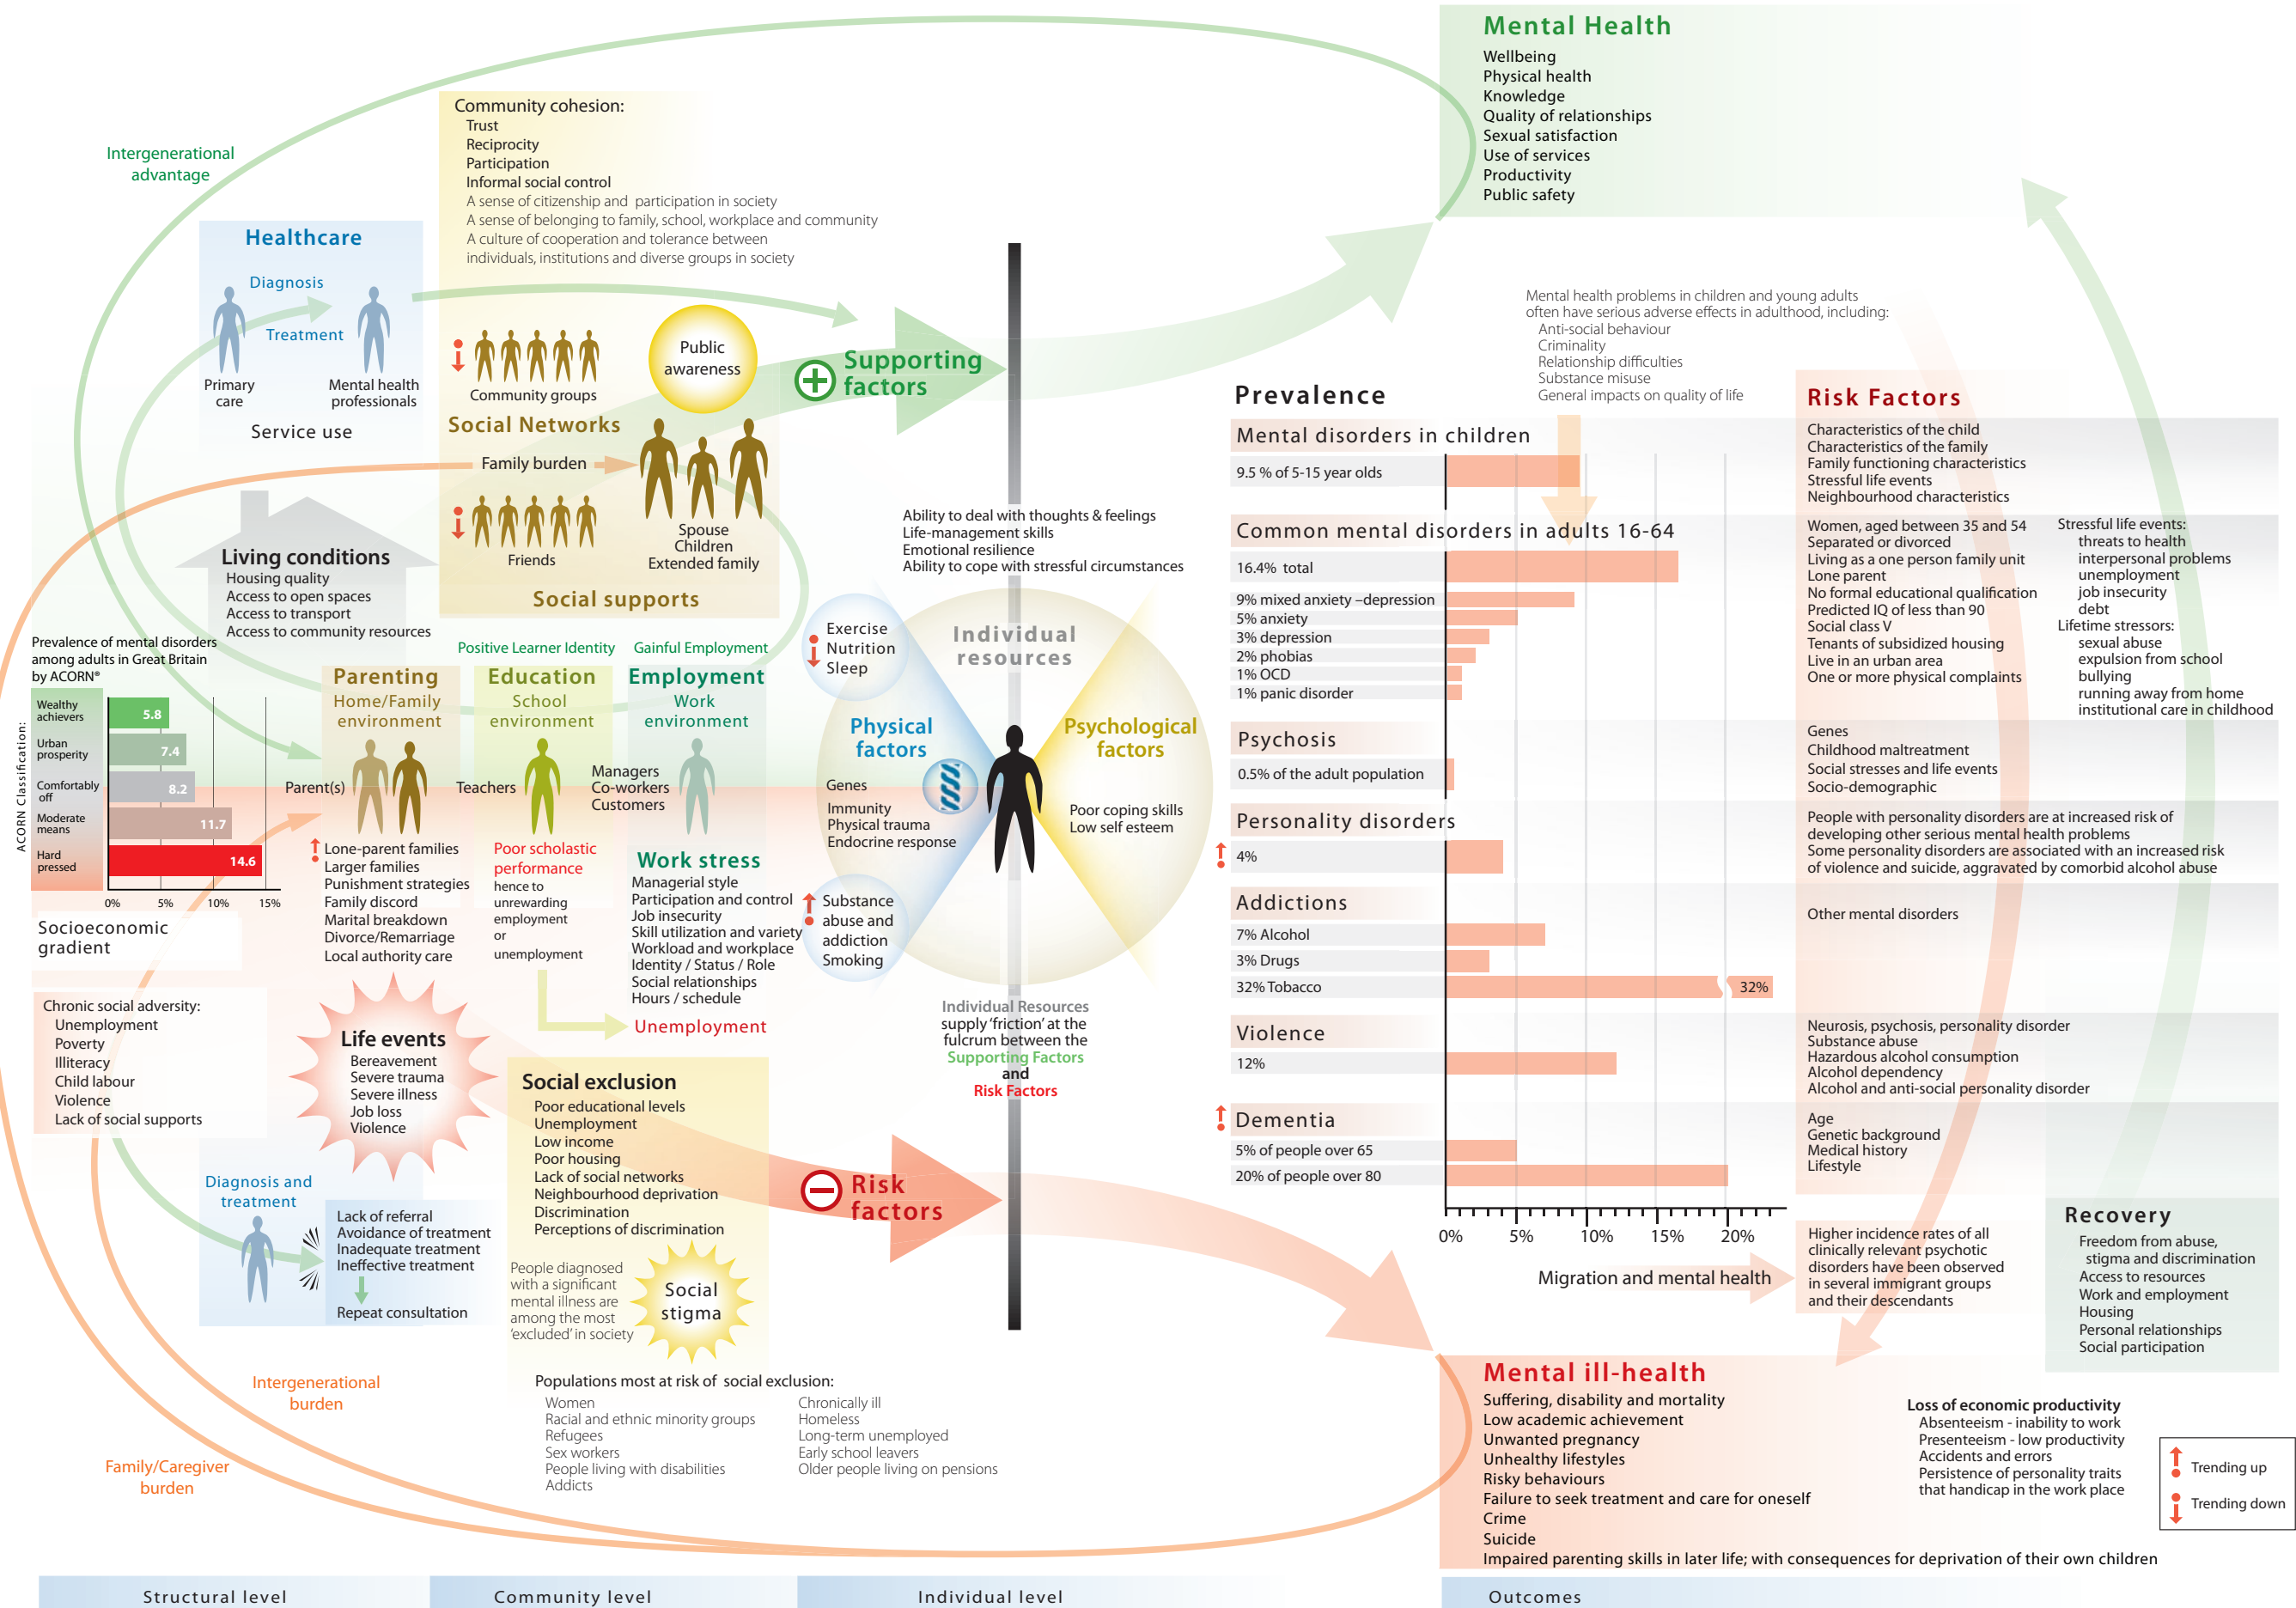 Mental Health
Wellbeing
Physical health
Knowledge
Quality of relationships
Sexual satisfaction
Use of services
Productivity
Public safety
Intergenerational
advantage
Community cohesion:
Trust
Reciprocity
Participation
Informal social control
A sense of citizenship and participation in society
A sense of belonging to family, school, workplace and community
A culture of cooperation and tolerance between
individuals, institutions and diverse groups in society
Healthcare
Diagnosis
Treatment
Primary
care
Mental health
professionals
Service use
Community groups
Public
awareness
Social Networks
Family burden
Friends
Spouse
Children
Extended family
Social supports
Supporting
factors
Living conditions
Housing quality
Access to open spaces
Access to transport
Access to community resources
Prevalence of mental disorders
among adults in Great Britain
by ACORN®
ACORN Classification:
Wealthy
achievers
5.8
Urban
prosperity
7.4
Comfortably
off
8.2
Moderate
means
11.7
Hard
pressed
14.6
0% 5% 10% 15%
Socioeconomic
gradient
Parenting
Home/Family
environment
Parent(s)
Lone-parent families
Larger families
Punishment strategies
Family discord
Marital breakdown
Divorce/Remarriage
Local authority care
Positive Learner Identity
Education
School
environment
Teachers
Poor scholastic
performance
hence to
unrewarding
employment
or
unemployment
Gainful Employment
Employment
Work
environment
Managers
Co-workers
Customers
Work stress
Managerial style
Participation and control
Job insecurity
Skill utilization and variety
Workload and workplace
Identity / Status / Role
Social relationships
Hours / schedule
Unemployment
Ability to deal with thoughts & feelings
Life-management skills
Emotional resilience
Ability to cope with stressful circumstances
Exercise
Nutrition
Sleep
Individual
resources
Physical
factors
Genes
Immunity
Physical trauma
Endocrine response
Psychological
factors
Poor coping skills
Low self esteem
Substance
abuse and
addiction
Smoking
Individual Resources
supply 'friction' at the
fulcrum between the
Supporting Factors
and
Risk Factors
Chronic social adversity:
Unemployment
Poverty
Illiteracy
Child labour
Violence
Lack of social supports
Life events
Bereavement
Severe trauma
Severe illness
Job loss
Violence
Diagnosis and
treatment
Lack of referral
Avoidance of treatment
Inadequate treatment
Ineffective treatment
Repeat consultation
Social exclusion
Poor educational levels
Unemployment
Low income
Poor housing
Lack of social networks
Neighbourhood deprivation
Discrimination
Perceptions of discrimination
People diagnosed
with a significant
mental illness are
among the most
'excluded' in society
Social
stigma
Risk
factors
Populations most at risk of social exclusion:
Women
Racial and ethnic minority groups
Refugees
Sex workers
People living with disabilities
Addicts
Chronically ill
Homeless
Long-term unemployed
Early school leavers
Older people living on pensions
Intergenerational
burden
Family/Caregiver
burden
Mental health problems in children and young adults
often have serious adverse effects in adulthood, including:
Anti-social behaviour
Criminality
Relationship difficulties
Substance misuse
General impacts on quality of life
Prevalence
Mental disorders in children
9.5 % of 5-15 year olds
Common mental disorders in adults 16-64
16.4% total
9% mixed anxiety –depression
5% anxiety
3% depression
2% phobias
1% OCD
1% panic disorder
Psychosis
0.5% of the adult population
Personality disorders
4%
Addictions
7% Alcohol
3% Drugs
32% Tobacco
32%
Violence
12%
Dementia
5% of people over 65
20% of people over 80
0% 5% 10% 15% 20%
Risk Factors
Characteristics of the child
Characteristics of the family
Family functioning characteristics
Stressful life events
Neighbourhood characteristics
Women, aged between 35 and 54
Separated or divorced
Living as a one person family unit
Lone parent
No formal educational qualification
Predicted IQ of less than 90
Social class V
Tenants of subsidized housing
Live in an urban area
One or more physical complaints
Stressful life events:
threats to health
interpersonal problems
unemployment
job insecurity
debt
Lifetime stressors:
sexual abuse
expulsion from school
bullying
running away from home
institutional care in childhood
Genes
Childhood maltreatment
Social stresses and life events
Socio-demographic
People with personality disorders are at increased risk of
developing other serious mental health problems
Some personality disorders are associated with an increased risk
of violence and suicide, aggravated by comorbid alcohol abuse
Other mental disorders
Neurosis, psychosis, personality disorder
Substance abuse
Hazardous alcohol consumption
Alcohol dependency
Alcohol and anti-social personality disorder
Age
Genetic background
Medical history
Lifestyle
Migration and mental health
Higher incidence rates of all
clinically relevant psychotic
disorders have been observed
in several immigrant groups
and their descendants
Recovery
Freedom from abuse,
stigma and discrimination
Access to resources
Work and employment
Housing
Personal relationships
Social participation
Mental ill-health
Suffering, disability and mortality
Low academic achievement
Unwanted pregnancy
Unhealthy lifestyles
Risky behaviours
Failure to seek treatment and care for oneself
Crime
Suicide
Impaired parenting skills in later life; with consequences for deprivation of their own children
Loss of economic productivity
Absenteeism - inability to work
Presenteeism - low productivity
Accidents and errors
Persistence of personality traits
that handicap in the work place
Trending up
Trending down
Structural level
Community level
Individual level
Outcomes